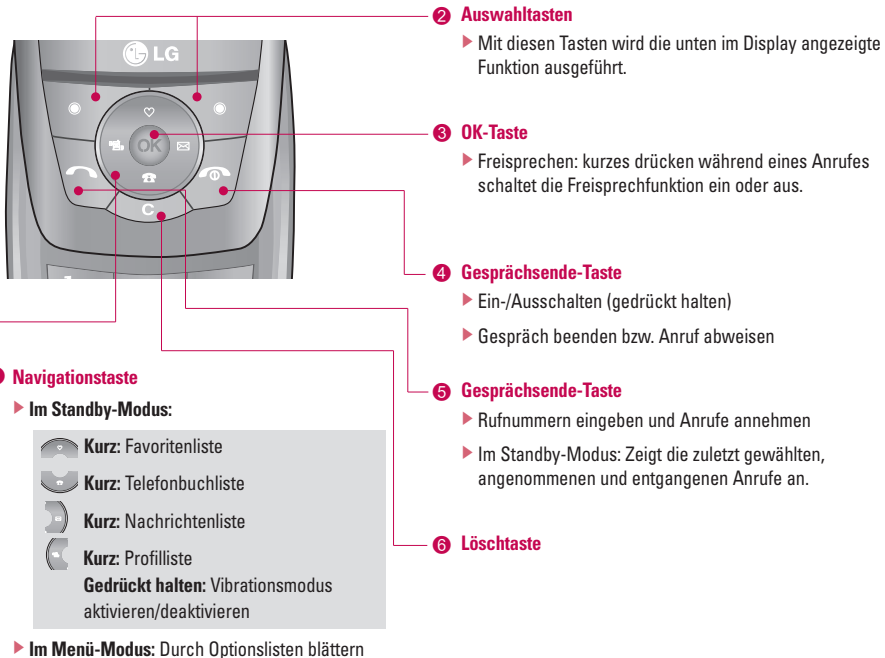 ❷ Auswahltasten
▶ Mit diesen Tasten wird die unten im Display angezeigte
Funktion ausgeführt.
LG
OK
C
❸ OK-Taste
▶ Freisprechen: kurzes drücken während eines Anrufes
schaltet die Freisprechfunktion ein oder aus.
❹ Gesprächsende-Taste
▶ Ein-/Ausschalten (gedrückt halten)
▶ Gespräch beenden bzw. Anruf abweisen
❺ Gesprächsende-Taste
▶ Rufnummern eingeben und Anrufe annehmen
▶ Im Standby-Modus: Zeigt die zuletzt gewählten,
angenommenen und entgangenen Anrufe an.
❻ Löschtaste
Navigationstaste
▶ Im Standby-Modus:
Kurz: Favoritenliste
Kurz: Telefonbuchliste
Kurz: Nachrichtenliste
Kurz: Profilliste
Gedrückt halten: Vibrationsmodus
aktivieren/deaktivieren
▶ Im Menü-Modus: Durch Optionslisten blättern